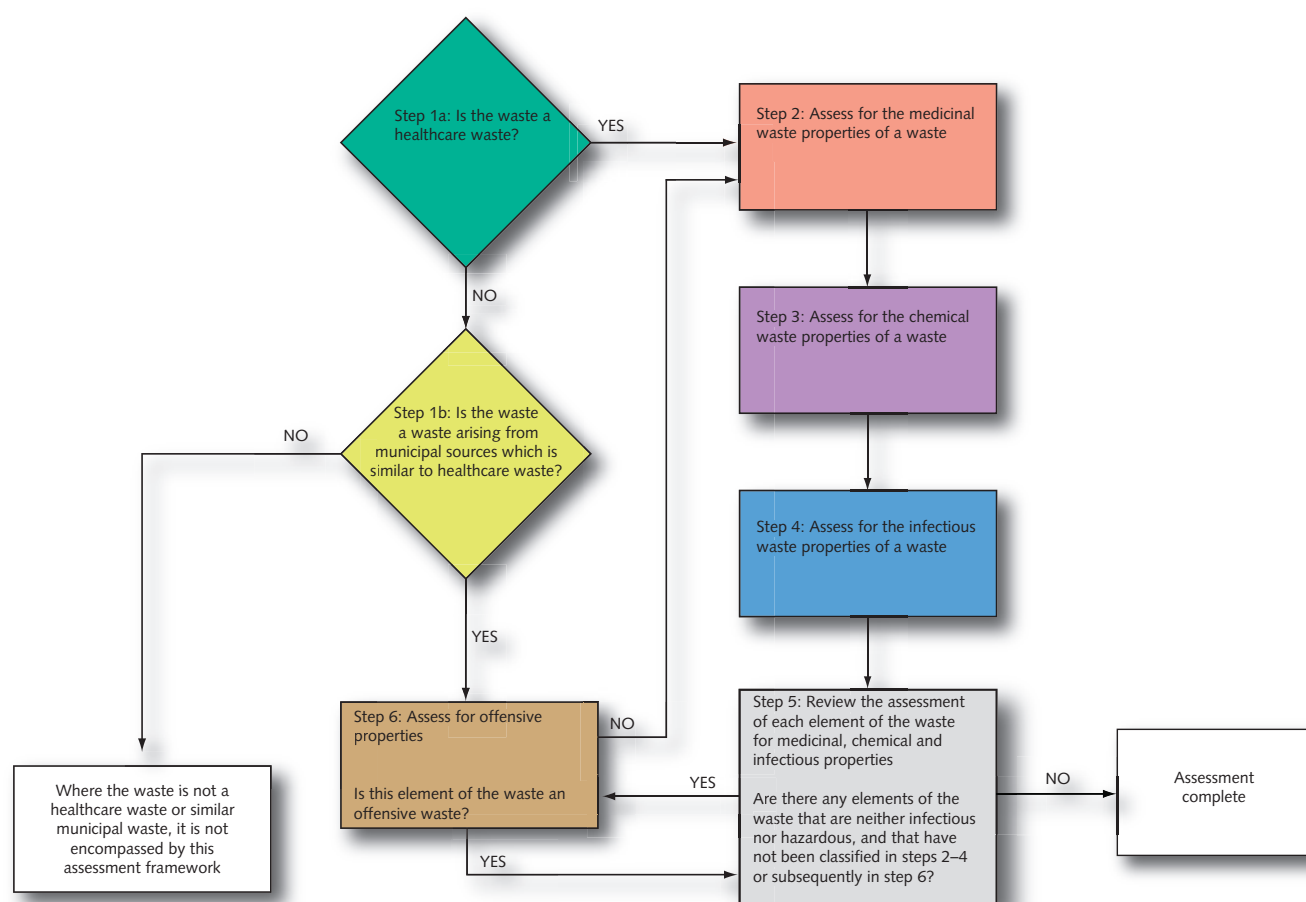 Step 1a: Is the waste a
healthcare waste?
YES
NO
Step 2: Assess for the medicinal
waste properties of a waste
Step 3: Assess for the chemical
waste properties of a waste
Step 1b: Is the waste
a waste arising from
municipal sources which is
similar to healthcare waste?
NO
YES
Step 4: Assess for the infectious
waste properties of a waste
Step 6: Assess for offensive
properties
Is this element of the waste an
offensive waste?
NO
YES
YES
Step 5: Review the assessment
of each element of the waste
for medicinal, chemical and
infectious properties
Are there any elements of the
waste that are neither infectious
nor hazardous, and that have
not been classified in steps 2–4
or subsequently in step 6?
NO
Assessment
complete
Where the waste is not a
healthcare waste or similar
municipal waste, it is not
encompassed by this
assessment framework